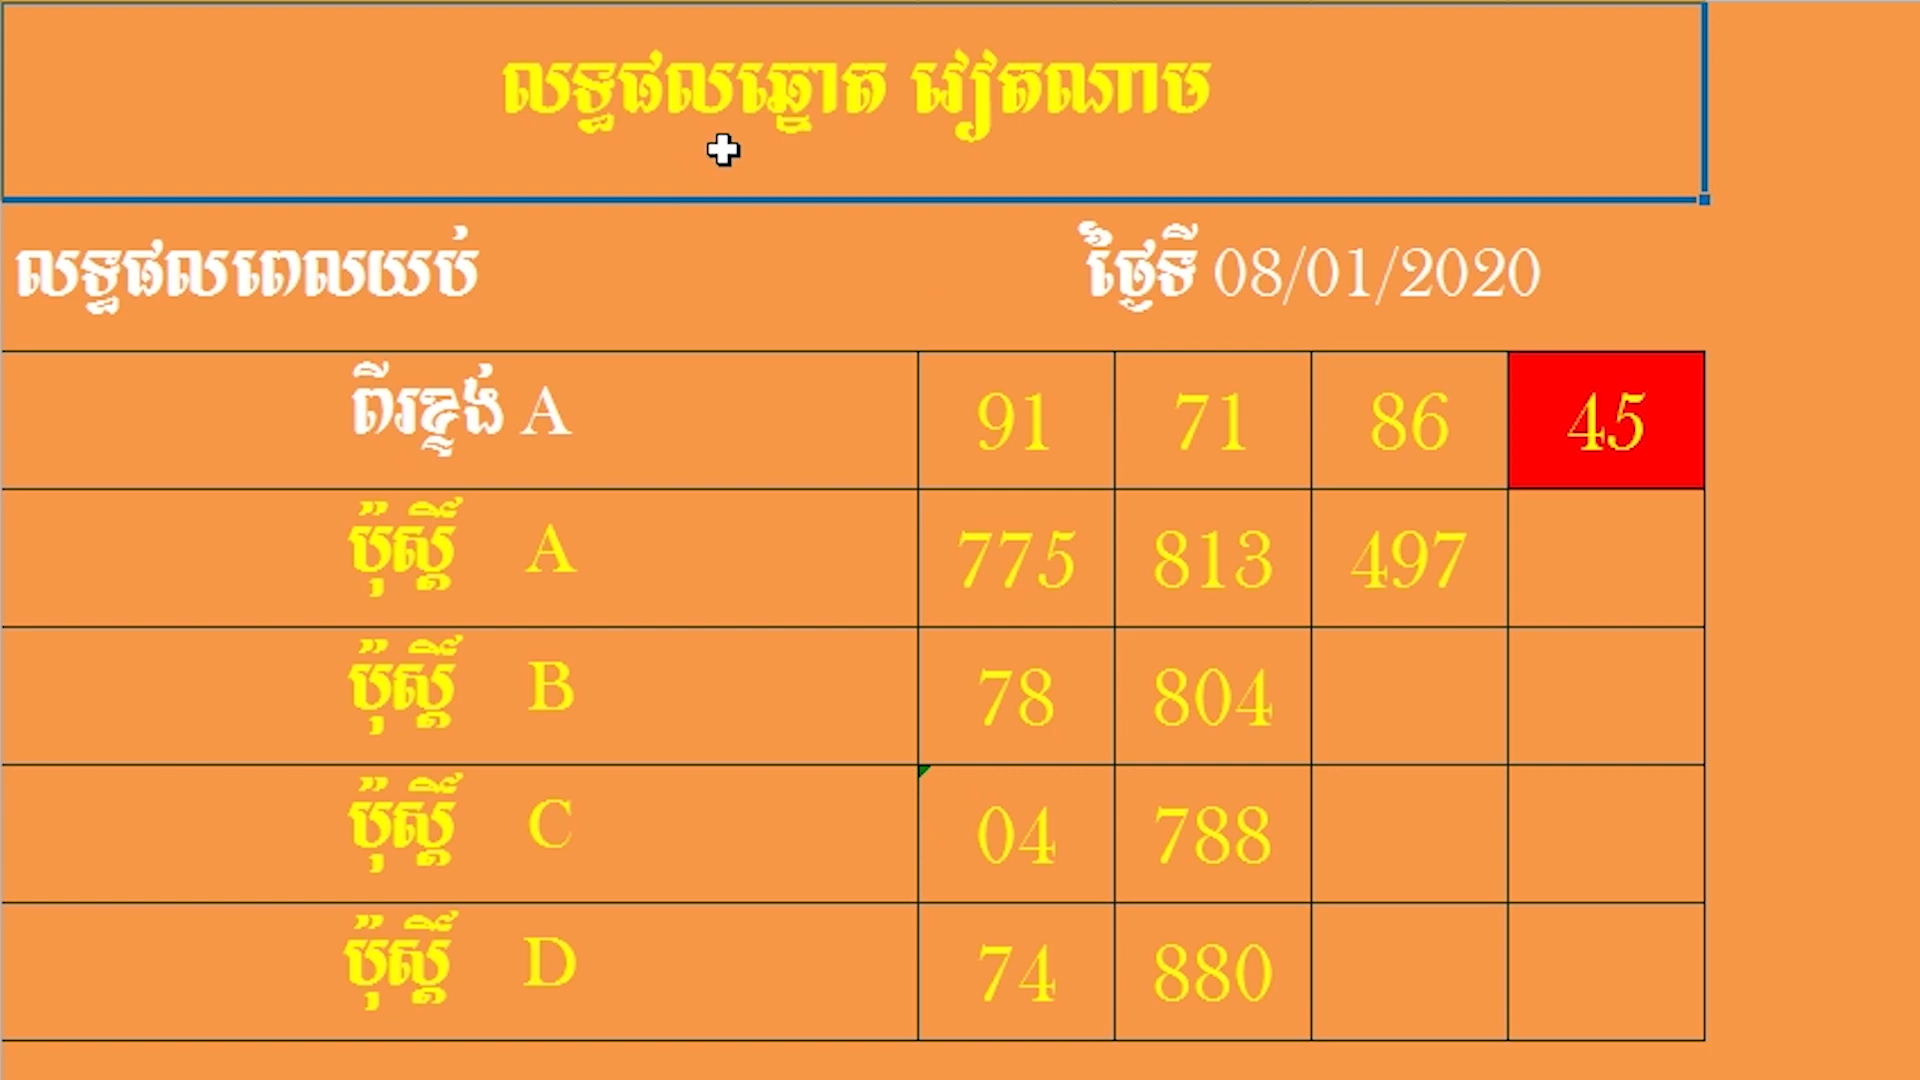 លទ្ធផលឆ្នោត វៀតណាម
លទ្ធផលពេលយប់ ថ្ងៃទី 08/01/2020
ពីរខ្ទង់ A 91 71 86 45
ប៉ុស្តិ៍ A 775 813 497
ប៉ុស្តិ៍ B 78 804
ប៉ុស្តិ៍ C 04 788
ប៉ុស្តិ៍ D 74 880